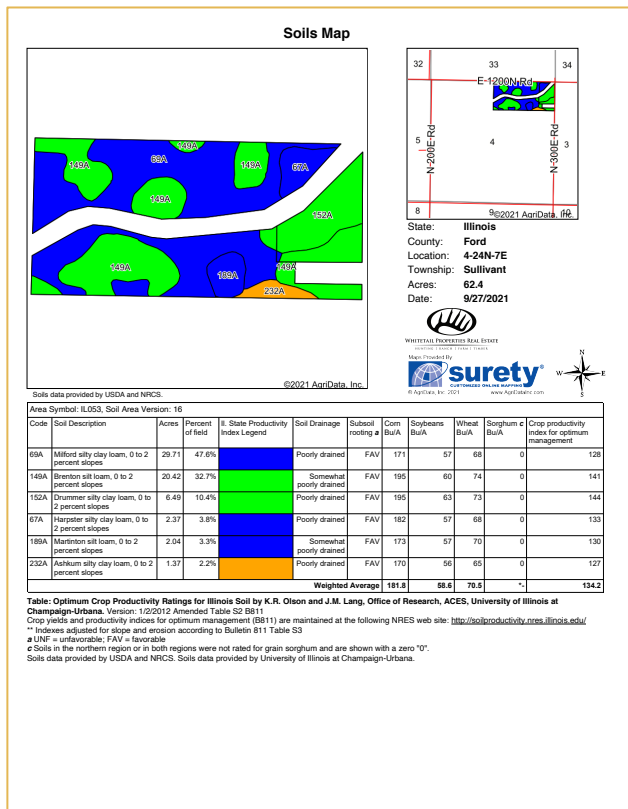 Soils Map
149A
149A
69A
149A
67A
149A
152A
149A
189A
149A
232A
©2021 AgriData, Inc.
Soils data provided by USDA and NRCS.
32
33
34
E 1200N Rd
5
N-200E-Rd
4
N-300E-Rd
3
8
9
10
©2021 AgriData, Inc.
State: Illinois
County: Ford
Location: 4-24N-7E
Township: Sullivant
Acres: 62.4
Date: 9/27/2021
WHITETAIL PROPERTIES REAL ESTATE
HUNTING | RANCH | FARM | TIMBER
Maps Provided By
surety®
CUSTOMIZED ONLINE MAPPING
© AgriData, Inc. 2021 www.AgriDataInc.com
N
W E
S
Area Symbol: IL053, Soil Area Version: 16
Code Soil Description Acres Percent of field Il. State Productivity Index Legend Soil Drainage Subsoil rooting a Corn Bu/A Soybeans Bu/A Wheat Bu/A Sorghum c Bu/A Crop productivity index for optimum management
69A Milford silty clay loam, 0 to 2 percent slopes 29.71 47.6% Poorly drained FAV 171 57 68 0 128
149A Brenton silt loam, 0 to 2 percent slopes 20.42 32.7% Somewhat poorly drained FAV 195 60 74 0 141
152A Drummer silty clay loam, 0 to 2 percent slopes 6.49 10.4% Poorly drained FAV 195 63 73 0 144
67A Harpster silty clay loam, 0 to 2 percent slopes 2.37 3.8% Poorly drained FAV 182 57 68 0 133
189A Martinton silt loam, 0 to 2 percent slopes 2.04 3.3% Somewhat poorly drained FAV 173 57 65 0 130
232A Ashkum silty clay loam, 0 to 2 percent slopes 1.37 2.2% Poorly drained FAV 170 56 65 0 127
Weighted Average 181.8 58.6 70.5 *- 134.2
Table: Optimum Crop Productivity Ratings for Illinois Soil by K.R. Olson and J.M. Lang, Office of Research, ACES, University of Illinois at
Champaign-Urbana. Version: 1/2/2012 Amended Table S2 B811
Crop yields and productivity indices for optimum management (B811) are maintained at the following NRES web site: http://soilproductivity.nres.illinois.edu/
** Indexes adjusted for slope and erosion according to Bulletin 811 Table S3
a UNF = unfavorable; FAV = favorable
c Soils in the northern region or in both regions were not rated for grain sorghum and are shown with a zero "0".
Soils data provided by USDA and NRCS. Soils data provided by University of Illinois at Champaign-Urbana.